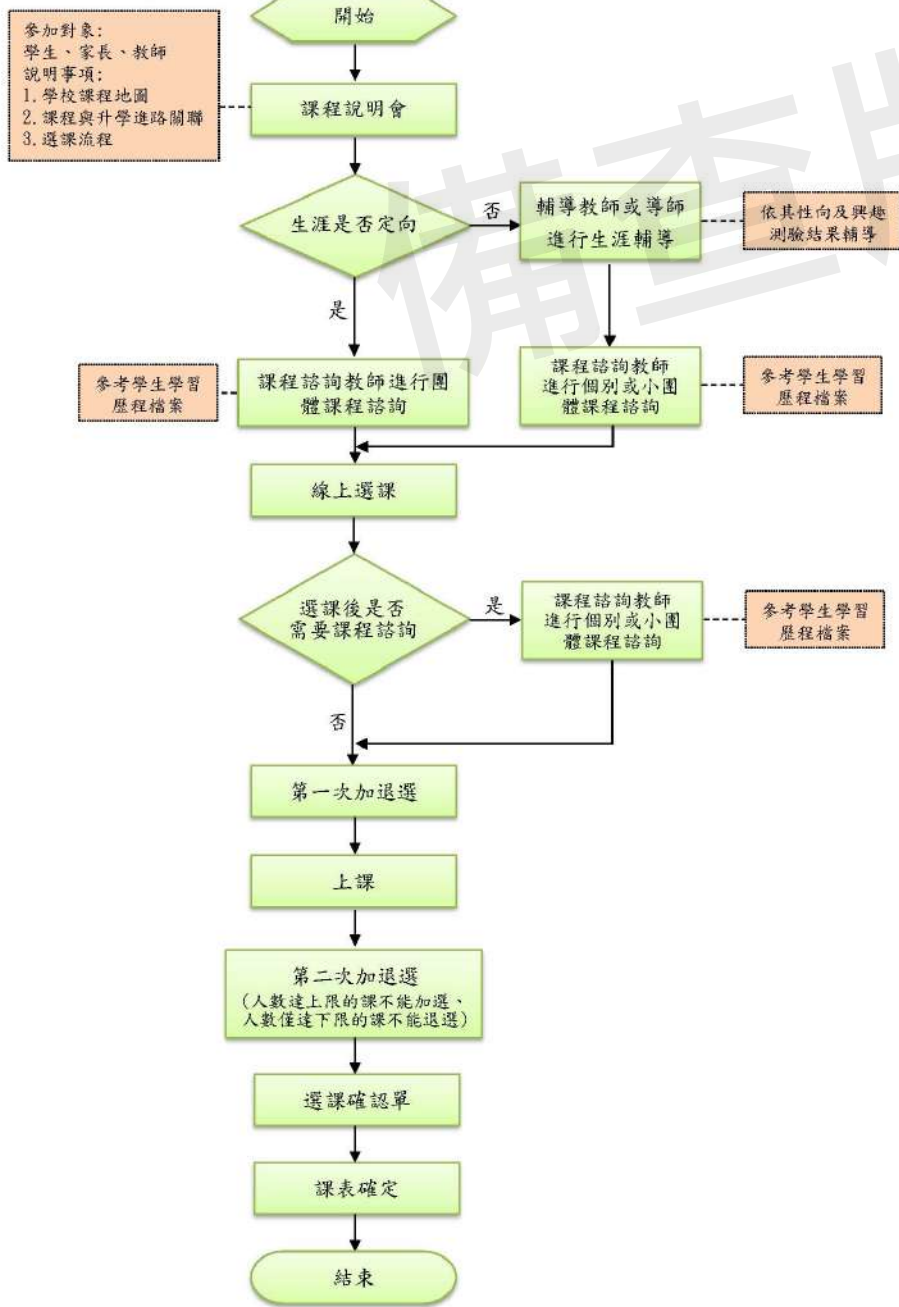 開始
參加對象:
學生、家長、教師
說明事項:
1.學校課程地圖
2.課程與升學進路關聯
3.選課流程
課程說明會
生涯是否定向
否
輔導教師或導師
進行生涯輔導
依其性向及興趣
測驗結果輔導
是
參考學生學習
歷程檔案
課程諮詢教師進行團
體課程諮詢
課程諮詢教師
進行個別或小團
體課程諮詢
參考學生學習
歷程檔案
線上選課
選課後是否
需要課程諮詢
是
課程諮詢教師
進行個別或小團
體課程諮詢
參考學生學習
歷程檔案
否
第一次加退選
上課
第二次加退選
(人數達上限的課不能加選、
人數僅達下限的課不能退選)
選課確認單
課表確定
結束
備查版